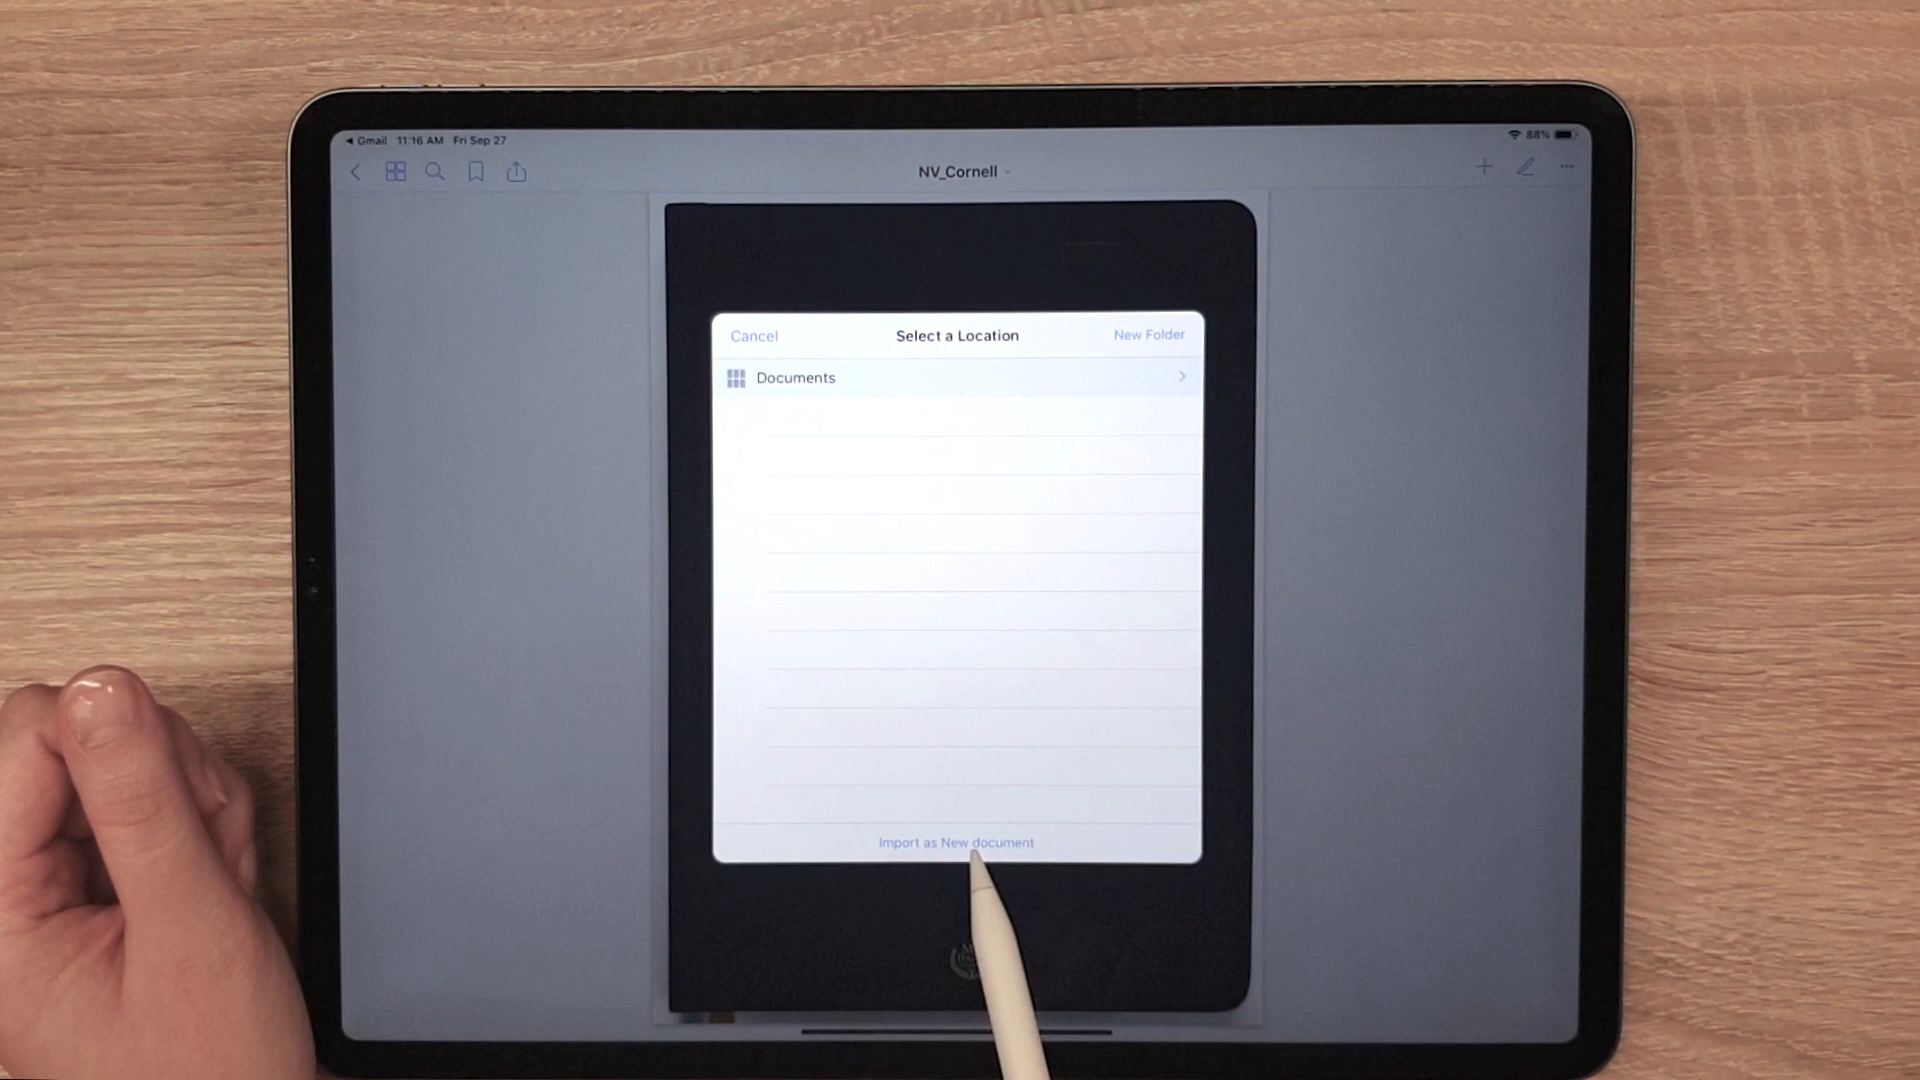 Gmail 11:16 AM Fri Sep 27
88%
NV_Cornell
Cancel Select a Location New Folder
Documents
Import as New document